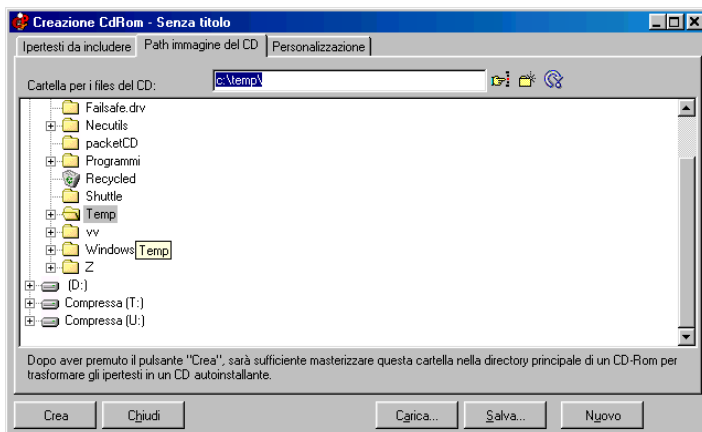 Creazione CdRom - Senza titolo
Ipertesti da includere Path immagine del CD Personalizzazione
Cartella per i files del CD: c:\temp\
Failsafe.drv
Necutils
packetCD
Programmi
Recycled
Shuttle
Temp
vv
Windows Temp
Z
(D:)
Compressa (T:)
Compressa (U:)
Dopo aver premuto il pulsante "Crea", sarà sufficiente masterizzare questa cartella nella directory principale di un CD-Rom per
trasformare gli ipertesti in un CD autoinstallante.
Crea Chiudi Carica... Salva... Nuovo